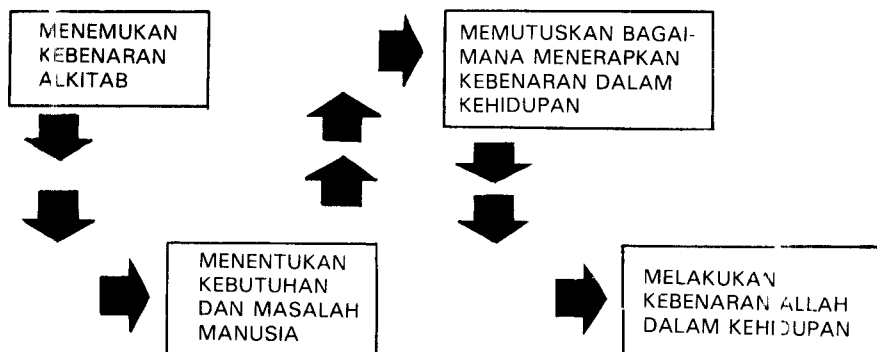 MENEMUKAN
KEBENARAN
ALKITAB
MENENTUKAN
KEBUTUHAN
DAN MASALAH
MANUSIA
MEMUTUSKAN BAGAI-
MANA MENERAPKAN
KEBENARAN DALAM
KEHIDUPAN
MELAKUKAN
KEBENARAN ALLAH
DALAM KEHIDUPAN